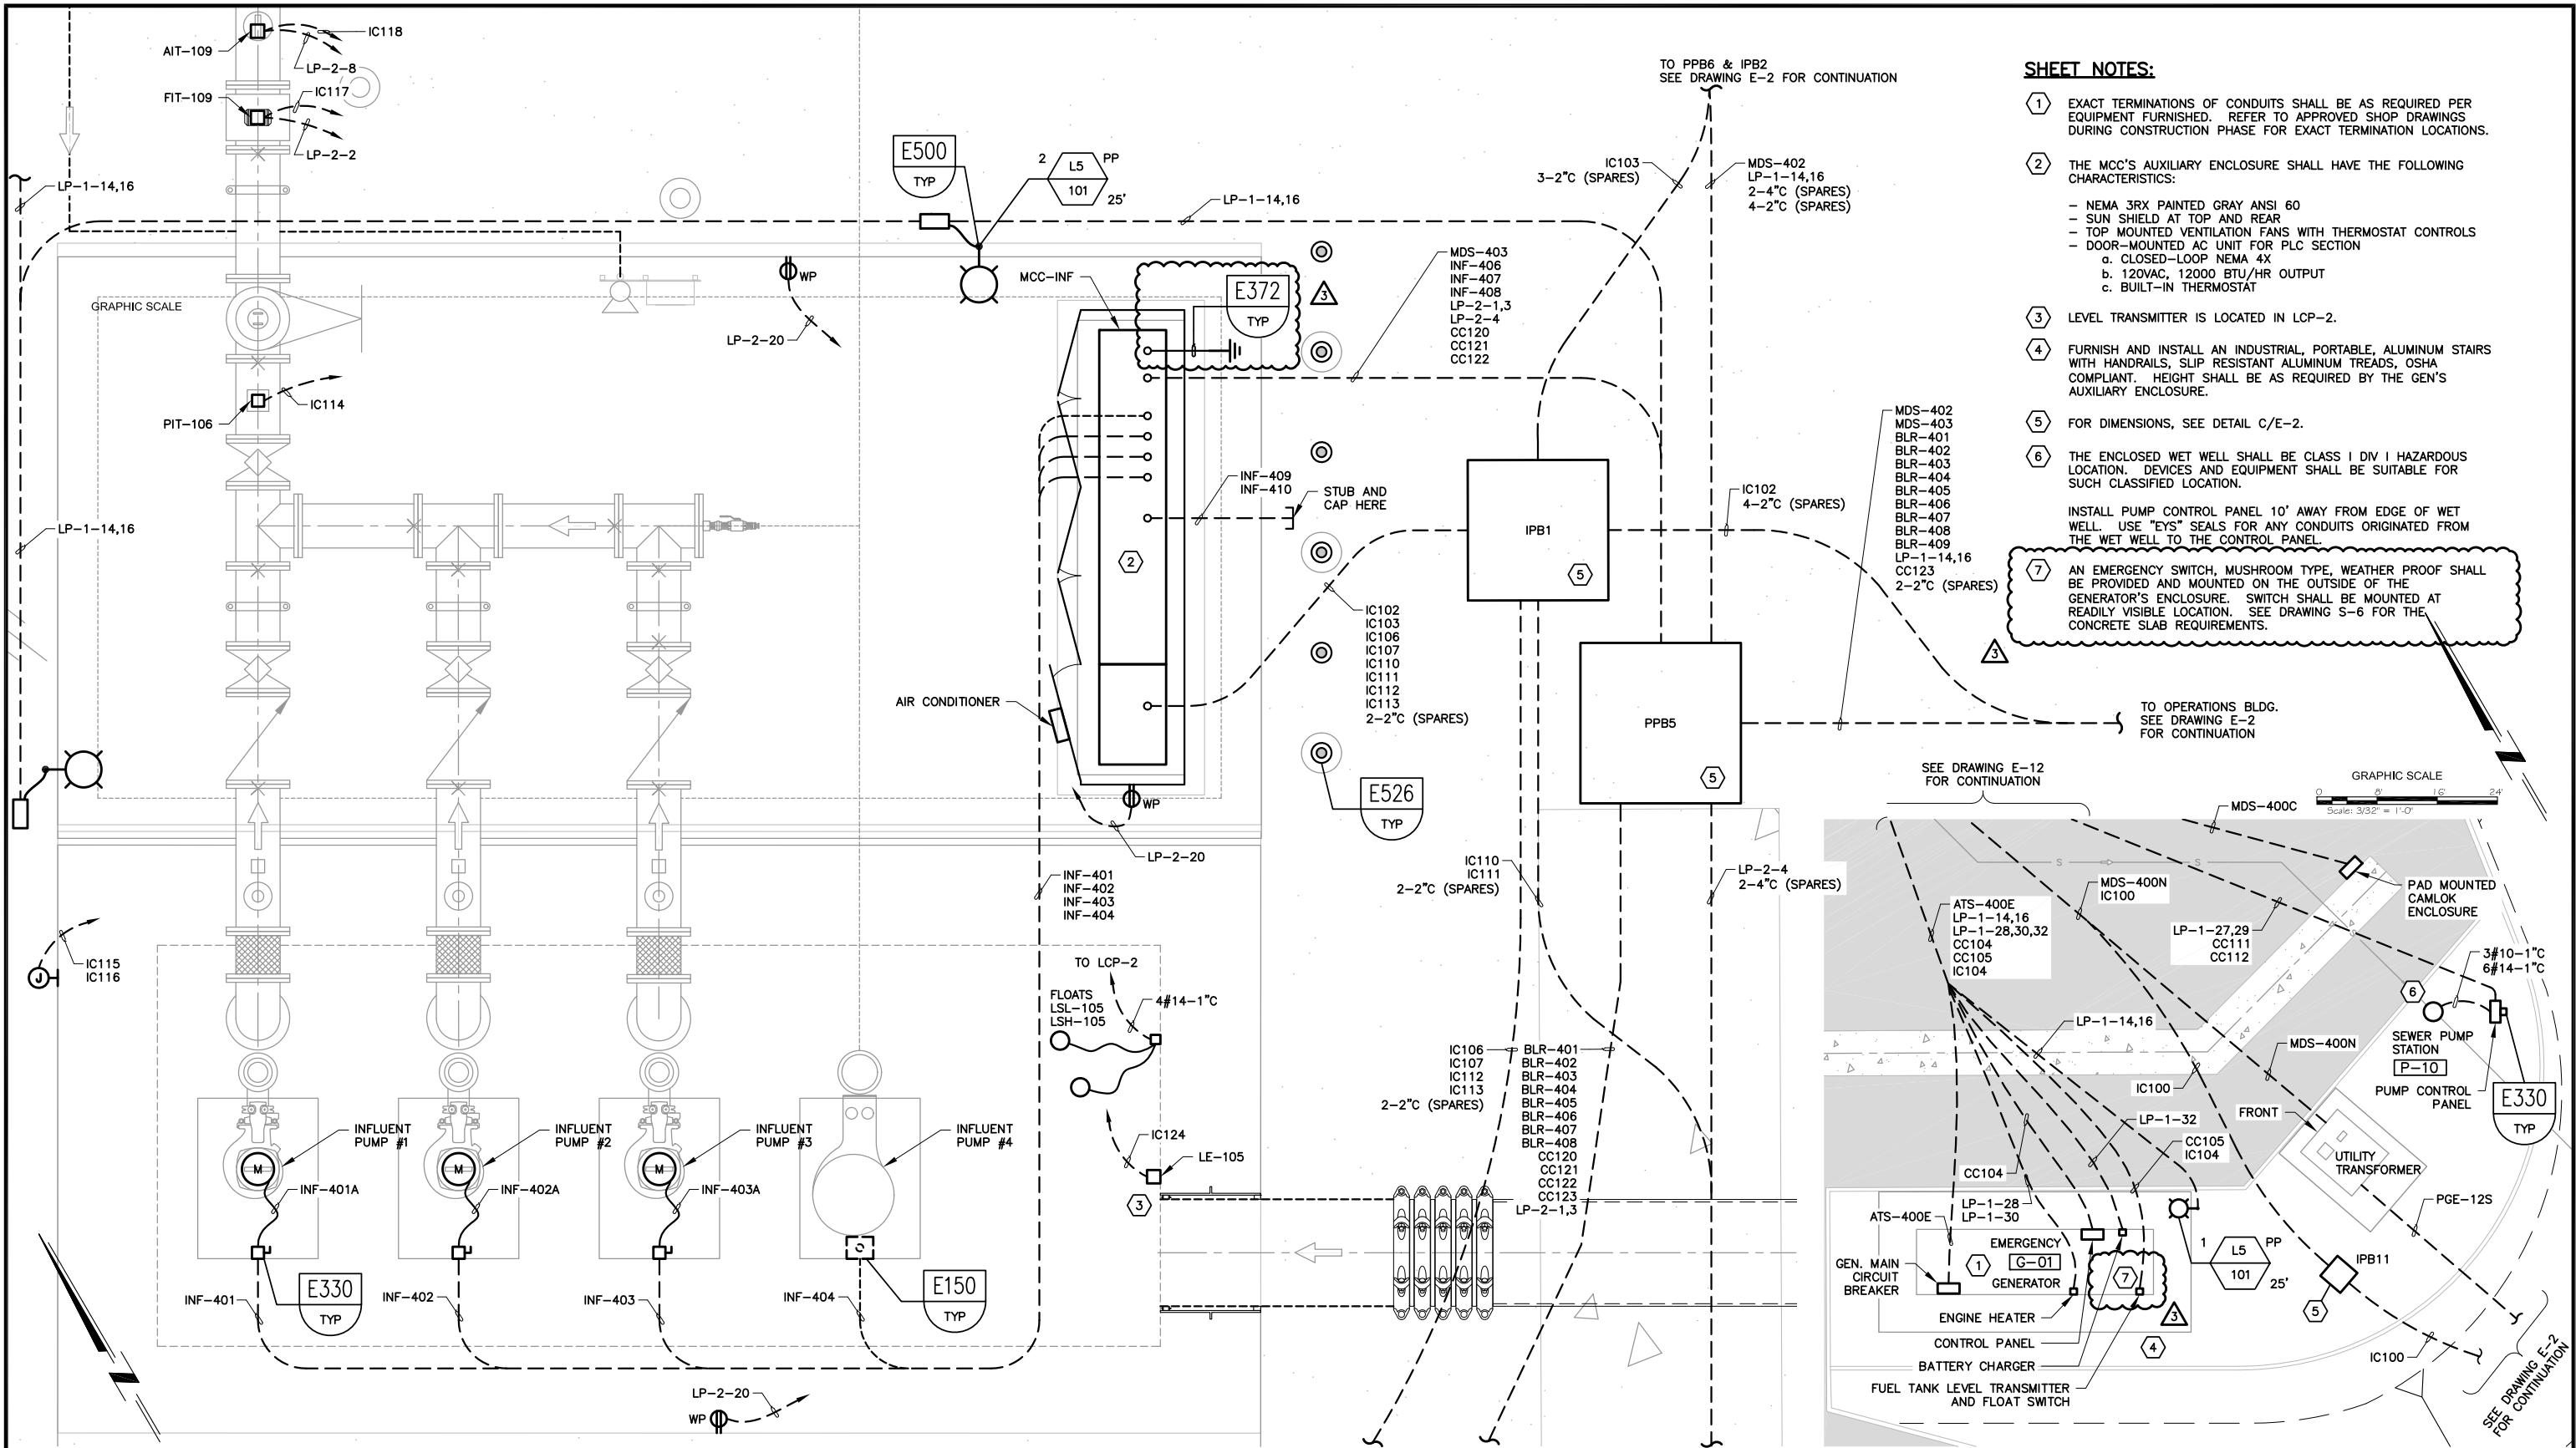 AIT-109
IC118
LP-2-8
FIT-109
IC117
LP-2-2
LP-1-14,16
GRAPHIC SCALE
PIT-106
IC114
LP-1-14,16
E500
TYP
2
L5
PP
101
25'
LP-1-14,16
WP
LP-2-20
MCC-INF
E372
TYP
3
MDS-403
INF-406
INF-407
INF-408
LP-2-1,3
LP-2-4
CC120
CC121
CC122
TO PPB6 & IPB2
SEE DRAWING E-2 FOR CONTINUATION
IC103
3-2"C (SPARES)
MDS-402
LP-1-14,16
2-4"C (SPARES)
4-2"C (SPARES)
INF-409
INF-410
STUB AND
CAP HERE
2
IPB1
5
IC102
4-2"C (SPARES)
IC102
IC103
IC106
IC107
IC110
IC111
IC112
IC113
2-2"C (SPARES)
PPB5
5
MDS-402
MDS-403
BLR-401
BLR-402
BLR-403
BLR-404
BLR-405
BLR-406
BLR-407
BLR-408
BLR-409
LP-1-14,16
CC123
2-2"C (SPARES)
TO OPERATIONS BLDG.
SEE DRAWING E-2
FOR CONTINUATION
AIR CONDITIONER
WP
LP-2-20
E526
TYP
INF-401
INF-402
INF-403
INF-404
IC110
IC111
2-2"C (SPARES)
LP-2-4
2-4"C (SPARES)
IC115
IC116
J
TO LCP-2
FLOATS
LSL-105
LSH-105
4#14-1"C
IC124
LE-105
3
IC106
IC107
IC112
IC113
2-2"C (SPARES)
BLR-401
BLR-402
BLR-403
BLR-404
BLR-405
BLR-406
BLR-407
BLR-408
CC120
CC121
CC122
CC123
LP-2-1,3
INFLUENT
PUMP #1
INFLUENT
PUMP #2
INFLUENT
PUMP #3
INFLUENT
PUMP #4
M
M
M
INF-401A
INF-402A
INF-403A
INF-401
E330
TYP
INF-402
INF-403
INF-404
E150
TYP
LP-2-20
WP
SHEET NOTES:
1 EXACT TERMINATIONS OF CONDUITS SHALL BE AS REQUIRED PER
EQUIPMENT FURNISHED. REFER TO APPROVED SHOP DRAWINGS
DURING CONSTRUCTION PHASE FOR EXACT TERMINATION LOCATIONS.
2 THE MCC'S AUXILIARY ENCLOSURE SHALL HAVE THE FOLLOWING
CHARACTERISTICS:
- NEMA 3RX PAINTED GRAY ANSI 60
- SUN SHIELD AT TOP AND REAR
- TOP MOUNTED VENTILATION FANS WITH THERMOSTAT CONTROLS
- DOOR-MOUNTED AC UNIT FOR PLC SECTION
a. CLOSED-LOOP NEMA 4X
b. 120VAC, 12000 BTU/HR OUTPUT
c. BUILT-IN THERMOSTAT
3 LEVEL TRANSMITTER IS LOCATED IN LCP-2.
4 FURNISH AND INSTALL AN INDUSTRIAL, PORTABLE, ALUMINUM STAIRS
WITH HANDRAILS, SLIP RESISTANT ALUMINUM TREADS, OSHA
COMPLIANT. HEIGHT SHALL BE AS REQUIRED BY THE GEN'S
AUXILIARY ENCLOSURE.
5 FOR DIMENSIONS, SEE DETAIL C/E-2.
6 THE ENCLOSED WET WELL SHALL BE CLASS I DIV I HAZARDOUS
LOCATION. DEVICES AND EQUIPMENT SHALL BE SUITABLE FOR
SUCH CLASSIFIED LOCATION.
INSTALL PUMP CONTROL PANEL 10' AWAY FROM EDGE OF WET
WELL. USE "EYS" SEALS FOR ANY CONDUITS ORIGINATED FROM
THE WET WELL TO THE CONTROL PANEL.
7 AN EMERGENCY SWITCH, MUSHROOM TYPE, WEATHER PROOF SHALL
BE PROVIDED AND MOUNTED ON THE OUTSIDE OF THE
GENERATOR'S ENCLOSURE. SWITCH SHALL BE MOUNTED AT
READILY VISIBLE LOCATION. SEE DRAWING S-6 FOR THE
CONCRETE SLAB REQUIREMENTS.
3
SEE DRAWING E-12
FOR CONTINUATION
GRAPHIC SCALE
0 8' 16' 24'
Scale: 3/32" = 1'-0"
MDS-400C
S S
PAD MOUNTED
CAMLOK
ENCLOSURE
MDS-400N
IC100
ATS-400E
LP-1-14,16
LP-1-28,30,32
CC104
CC105
IC104
LP-1-27,29
CC111
CC112
3#10-1"C
6#14-1"C
6
SEWER PUMP
STATION
P-10
PUMP CONTROL
PANEL
E330
TYP
LP-1-14,16
MDS-400N
IC100
FRONT
LP-1-32
CC105
IC104
UTILITY
TRANSFORMER
CC104
LP-1-28
LP-1-30
PGE-12S
ATS-400E
GEN. MAIN
CIRCUIT
BREAKER
1
EMERGENCY
G-01
GENERATOR
7
3
1
L5
PP
101
25'
IPB11
5
ENGINE HEATER
CONTROL PANEL
4
BATTERY CHARGER
FUEL TANK LEVEL TRANSMITTER
AND FLOAT SWITCH
IC100
SEE DRAWING E-2
FOR CONTINUATION